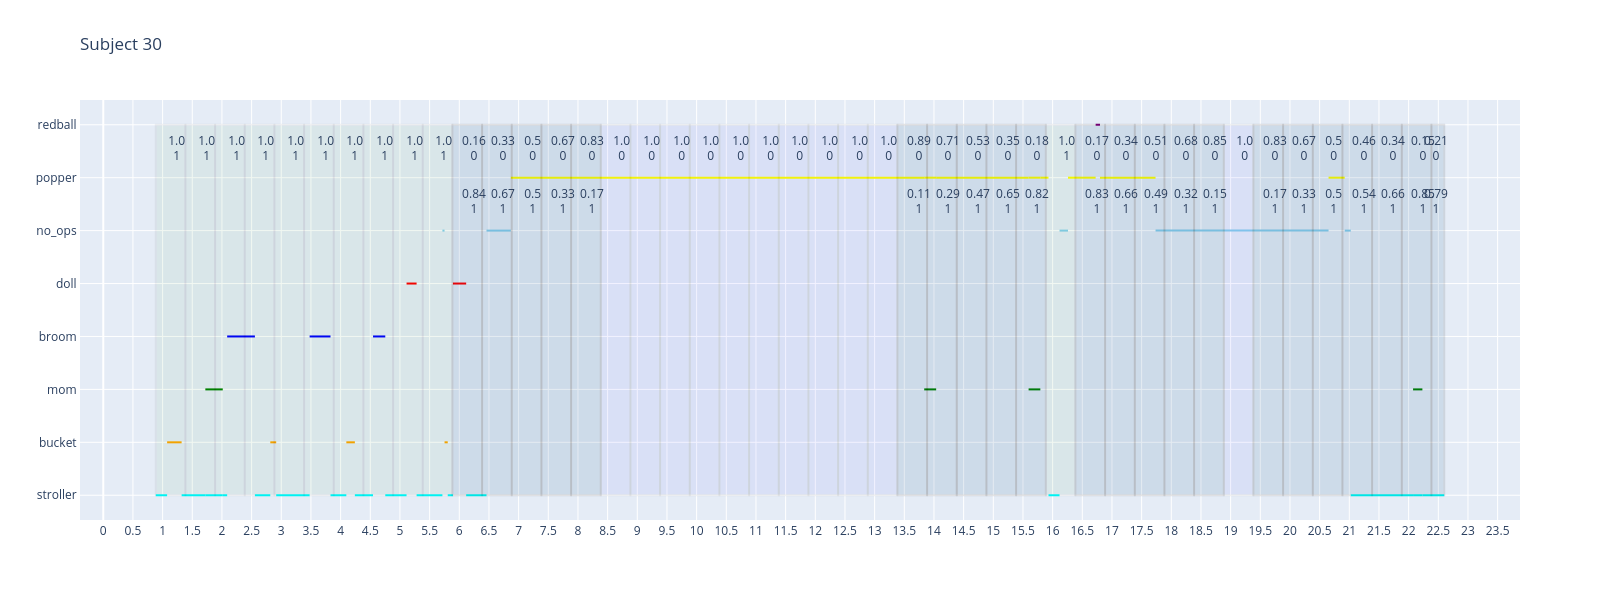 Subject 30
redball
1.0 1.0 1.0 1.0 1.0 1.0 1.0 1.0 1.0 1.0 0.16 0.33 0.5 0.67 0.83 1.0 1.0 1.0 1.0 1.0 1.0 1.0 1.0 1.0 1.0 0.89 0.71 0.53 0.35 0.18 1.0 0.17 0.34 0.51 0.68 0.85 1.0 0.83 0.67 0.5 0.46 0.34 0.15 0.21
1 1 1 1 1 1 1 1 1 1 0 0 0 0 0 0 0 0 0 0 0 0 0 0 0 0 0 0 0 0 1 0 0 0 0 0 0 0 0 0 0 0 0 0
popper
0.84 0.67 0.5 0.33 0.17 0.11 0.29 0.47 0.65 0.82 0.83 0.66 0.49 0.32 0.15 0.17 0.33 0.5 0.54 0.66 0.85 0.79
1 1 1 1 1 1 1 1 1 1 1 1 1 1 1 1 1 1 1 1 1 1
no_ops
doll
broom
mom
bucket
stroller
0 0.5 1 1.5 2 2.5 3 3.5 4 4.5 5 5.5 6 6.5 7 7.5 8 8.5 9 9.5 10 10.5 11 11.5 12 12.5 13 13.5 14 14.5 15 15.5 16 16.5 17 17.5 18 18.5 19 19.5 20 20.5 21 21.5 22 22.5 23 23.5